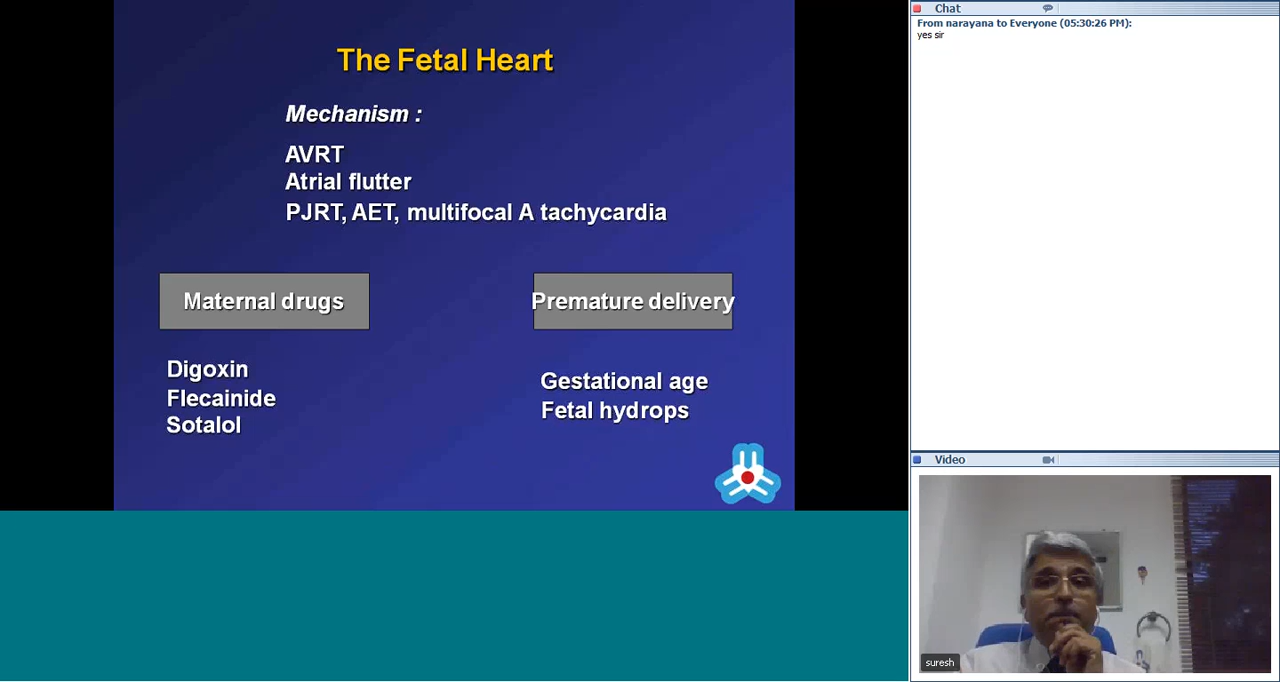 The Fetal Heart
Mechanism :
AVRT
Atrial flutter
PJRT, AET, multifocal A tachycardia
Maternal drugs
Digoxin
Flecainide
Sotalol
Premature delivery
Gestational age
Fetal hydrops
Chat
From narayana to Everyone (05:30:26 PM):
yes sir
Video
suresh